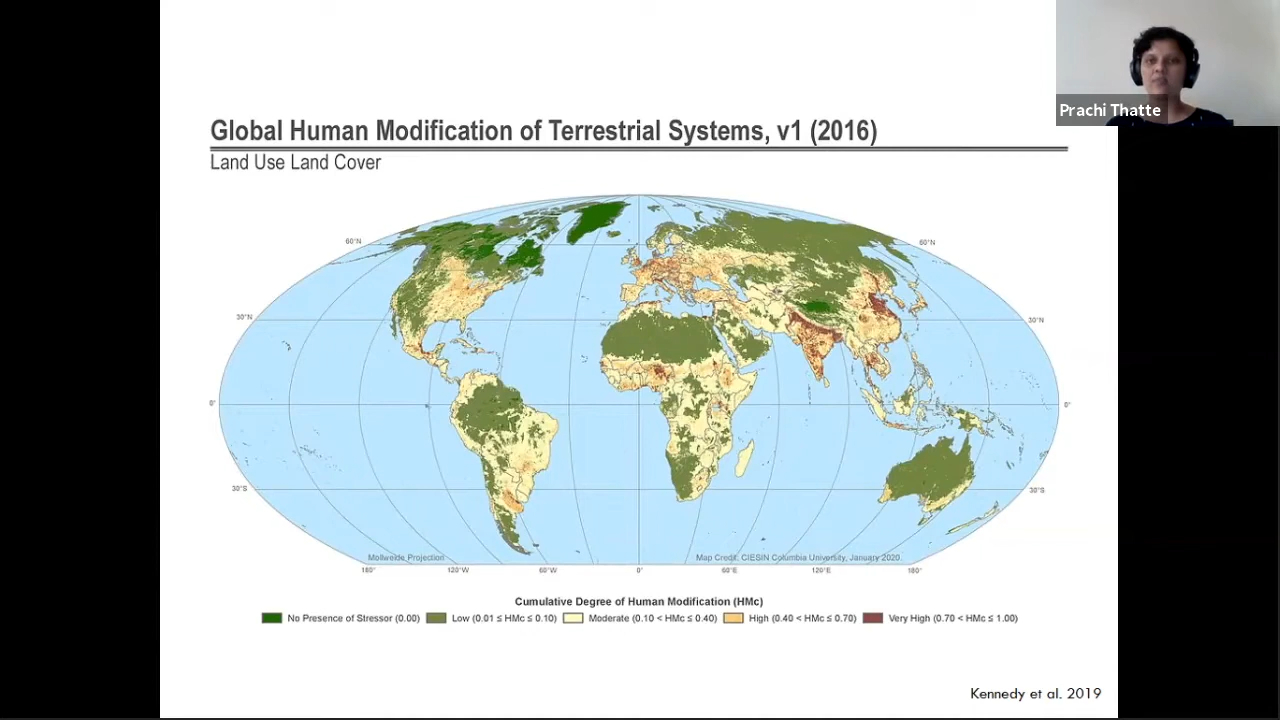 Prachi Thatte
Global Human Modification of Terrestrial Systems, v1 (2016)
Land Use Land Cover
60°N
60°N
30°N
30°N
0°
0°
30°S
30°S
Mollweide Projection
Map Credit: CIESIN Columbia University, January 2020
180°
120°W
60°W
0°
60°E
120°E
180°
Cumulative Degree of Human Modification (HMc)
No Presence of Stressor (0.00) Low (0.01 ≤ HMc ≤ 0.10) Moderate (0.10 < HMc ≤ 0.40) High (0.40 < HMc ≤ 0.70) Very High (0.70 < HMc ≤ 1.00)
Kennedy et al. 2019